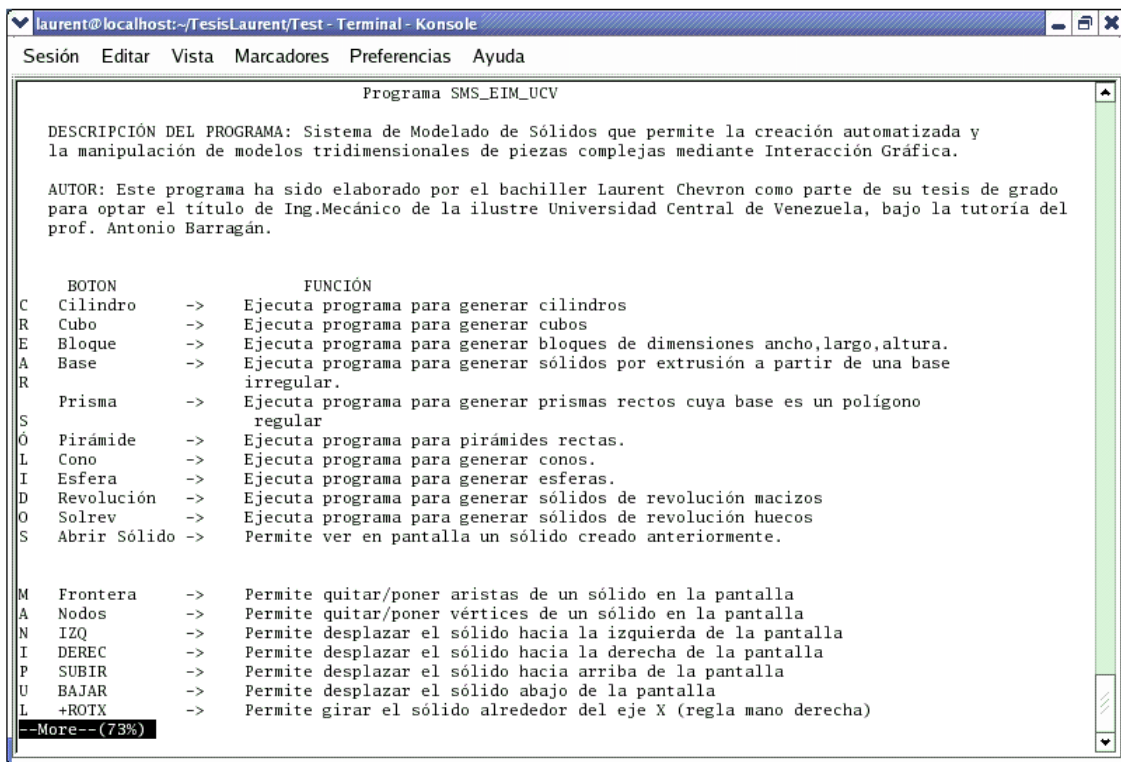 laurent@localhost:~/TesisLaurent/Test - Terminal - Konsole
Sesión Editar Vista Marcadores Preferencias Ayuda
Programa SMS_EIM_UCV
DESCRIPCIÓN DEL PROGRAMA: Sistema de Modelado de Sólidos que permite la creación automatizada y
la manipulación de modelos tridimensionales de piezas complejas mediante Interacción Gráfica.
AUTOR: Este programa ha sido elaborado por el bachiller Laurent Chevron como parte de su tesis de grado
para optar el título de Ing.Mecánico de la ilustre Universidad Central de Venezuela, bajo la tutoría del
prof. Antonio Barragán.
BOTON FUNCIÓN
C Cilindro -> Ejecuta programa para generar cilindros
R Cubo -> Ejecuta programa para generar cubos
E Bloque -> Ejecuta programa para generar bloques de dimensiones ancho,largo,altura.
A Base -> Ejecuta programa para generar sólidos por extrusión a partir de una base
R irregular.
Prisma -> Ejecuta programa para generar prismas rectos cuya base es un polígono
S regular
Ó Pirámide -> Ejecuta programa para pirámides rectas.
L Cono -> Ejecuta programa para generar conos.
I Esfera -> Ejecuta programa para generar esferas.
D Revolución -> Ejecuta programa para generar sólidos de revolución macizos
O Solrev -> Ejecuta programa para generar sólidos de revolución huecos
S Abrir Sólido -> Permite ver en pantalla un sólido creado anteriormente.
M Frontera -> Permite quitar/poner aristas de un sólido en la pantalla
A Nodos -> Permite quitar/poner vértices de un sólido en la pantalla
N IZQ -> Permite desplazar el sólido hacia la izquierda de la pantalla
I DEREC -> Permite desplazar el sólido hacia la derecha de la pantalla
P SUBIR -> Permite desplazar el sólido hacia arriba de la pantalla
U BAJAR -> Permite desplazar el sólido abajo de la pantalla
L +ROTX -> Permite girar el sólido alrededor del eje X (regla mano derecha)
--More--(73%)